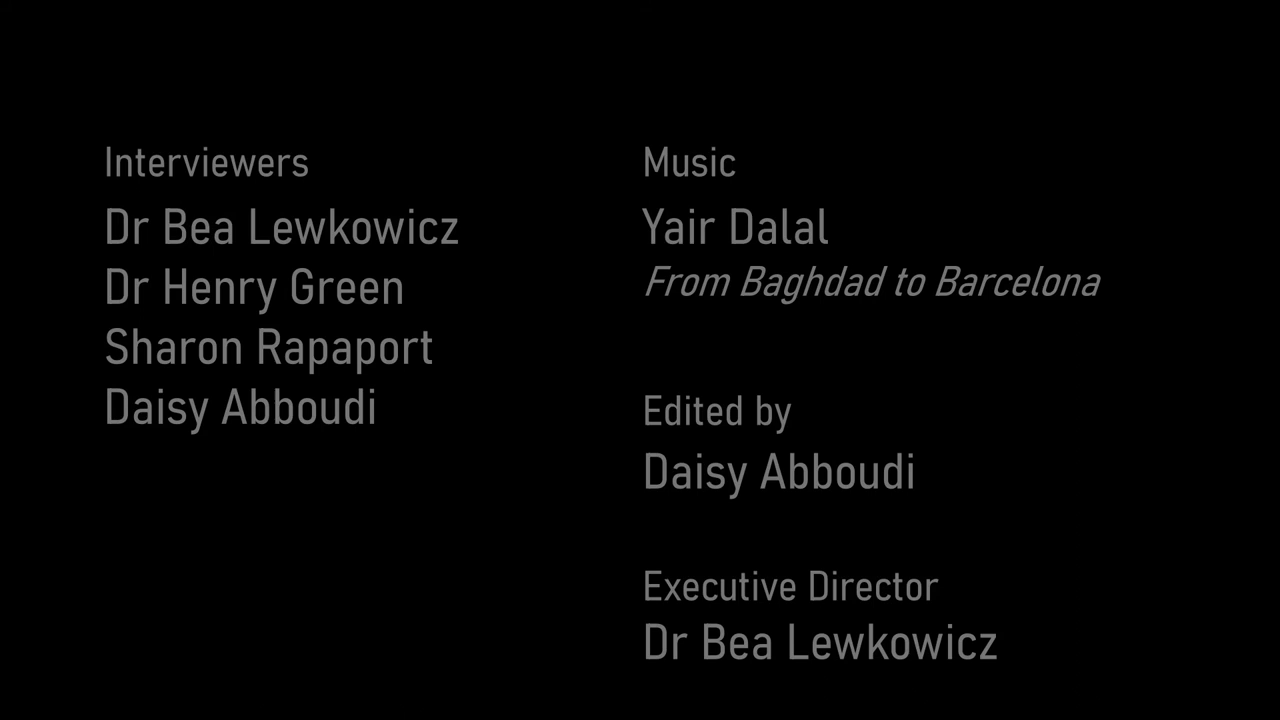 Interviewers
Dr Bea Lewkowicz
Dr Henry Green
Sharon Rapaport
Daisy Abboudi
Music
Yair Dalal
From Baghdad to Barcelona
Edited by
Daisy Abboudi
Executive Director
Dr Bea Lewkowicz